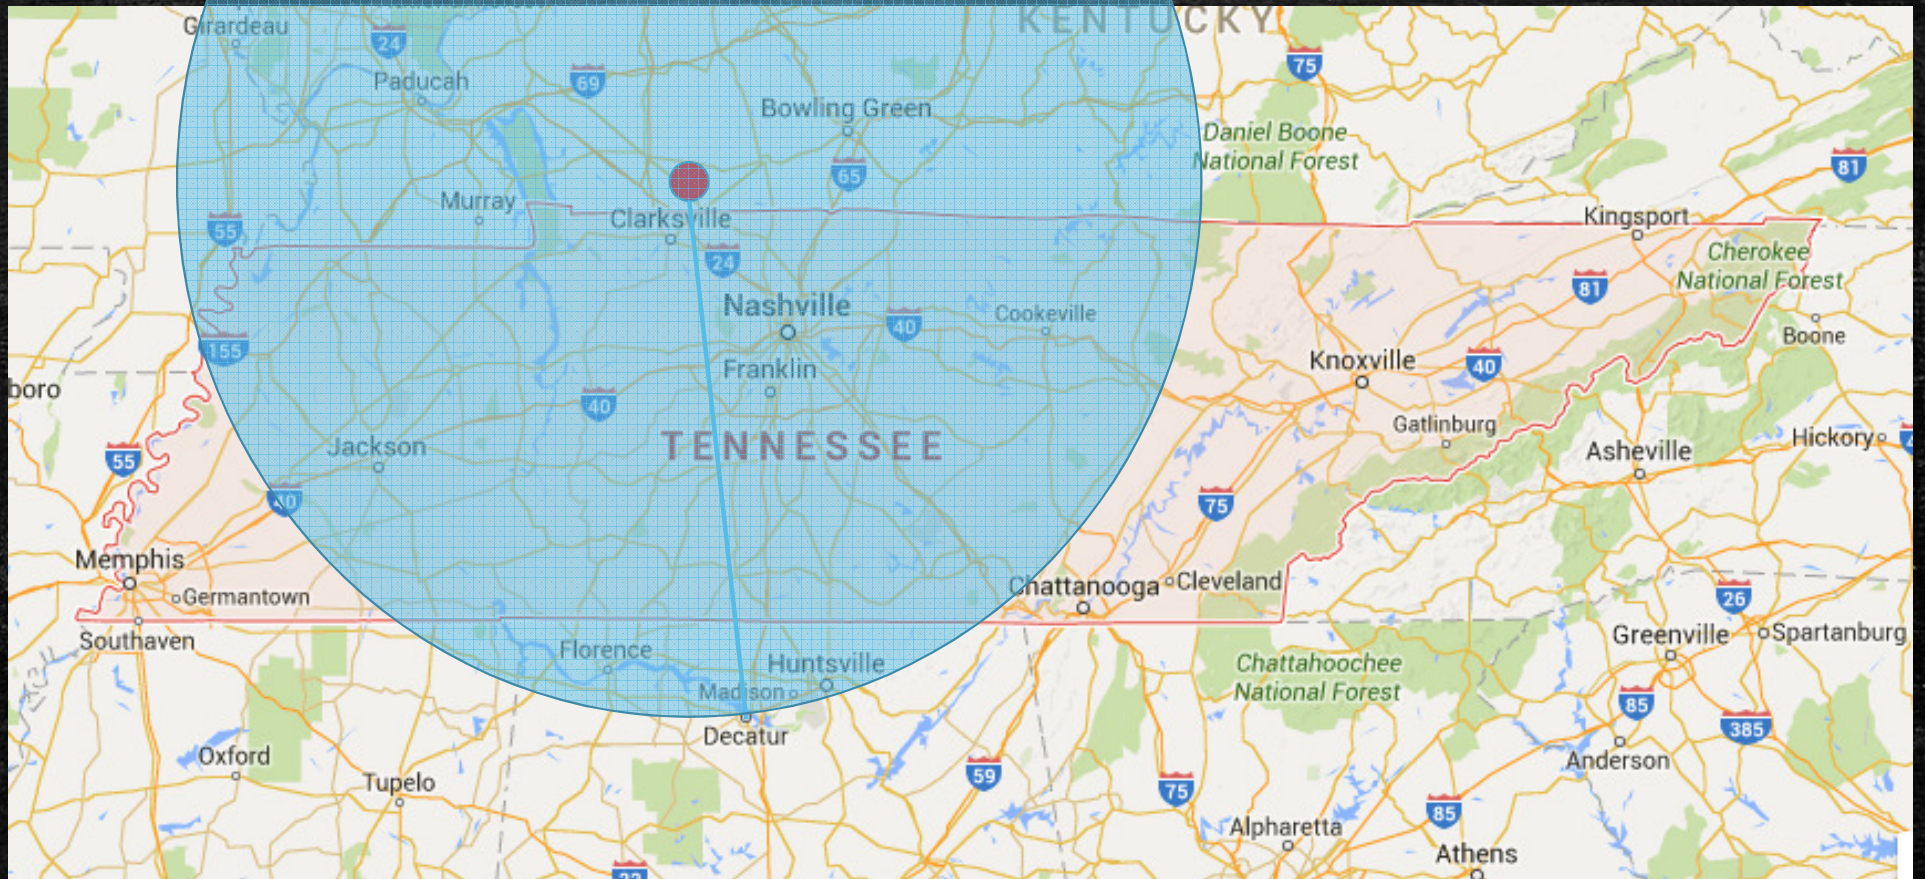 Girardeau
KENTUCKY
24
75
Paducah
69
Bowling Green
Daniel Boone
National Forest
65
81
Murray
Clarksville
Kingsport
55
24
Cherokee
National Forest
81
Nashville
Cookeville
40
Boone
155
Franklin
Knoxville
40
boro
40
Gatlinburg
Jackson
TENNESSEE
Hickory
55
Asheville
40
75
Memphis
Chattanooga
Cleveland
Germantown
26
Southaven
Greenville
Spartanburg
Florence
Huntsville
Chattahoochee
National Forest
Madison
85
Decatur
385
Oxford
Anderson
59
Tupelo
75
85
Alpharetta
Athens